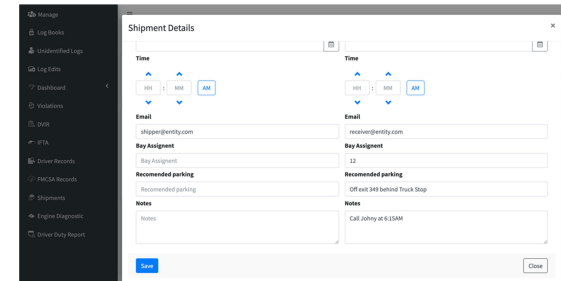 Manage
Log Books
Unidentified Logs
Log Edits
Dashboard
Violations
DVIR
IFTA
Driver Records
FMCSA Records
Shipments
Engine Diagnostic
Driver Duty Report
Shipment Details
×
Time
HH : MM AM
Email
shipper@entity.com
Bay Assigent
Bay Assigent
Recomended parking
Recomended parking
Notes
Notes
Save
Time
HH : MM AM
Email
receiver@entity.com
Bay Assigent
12
Recomended parking
Off exit 349 behind Truck Stop
Notes
Call Johny at 6:15AM
Close